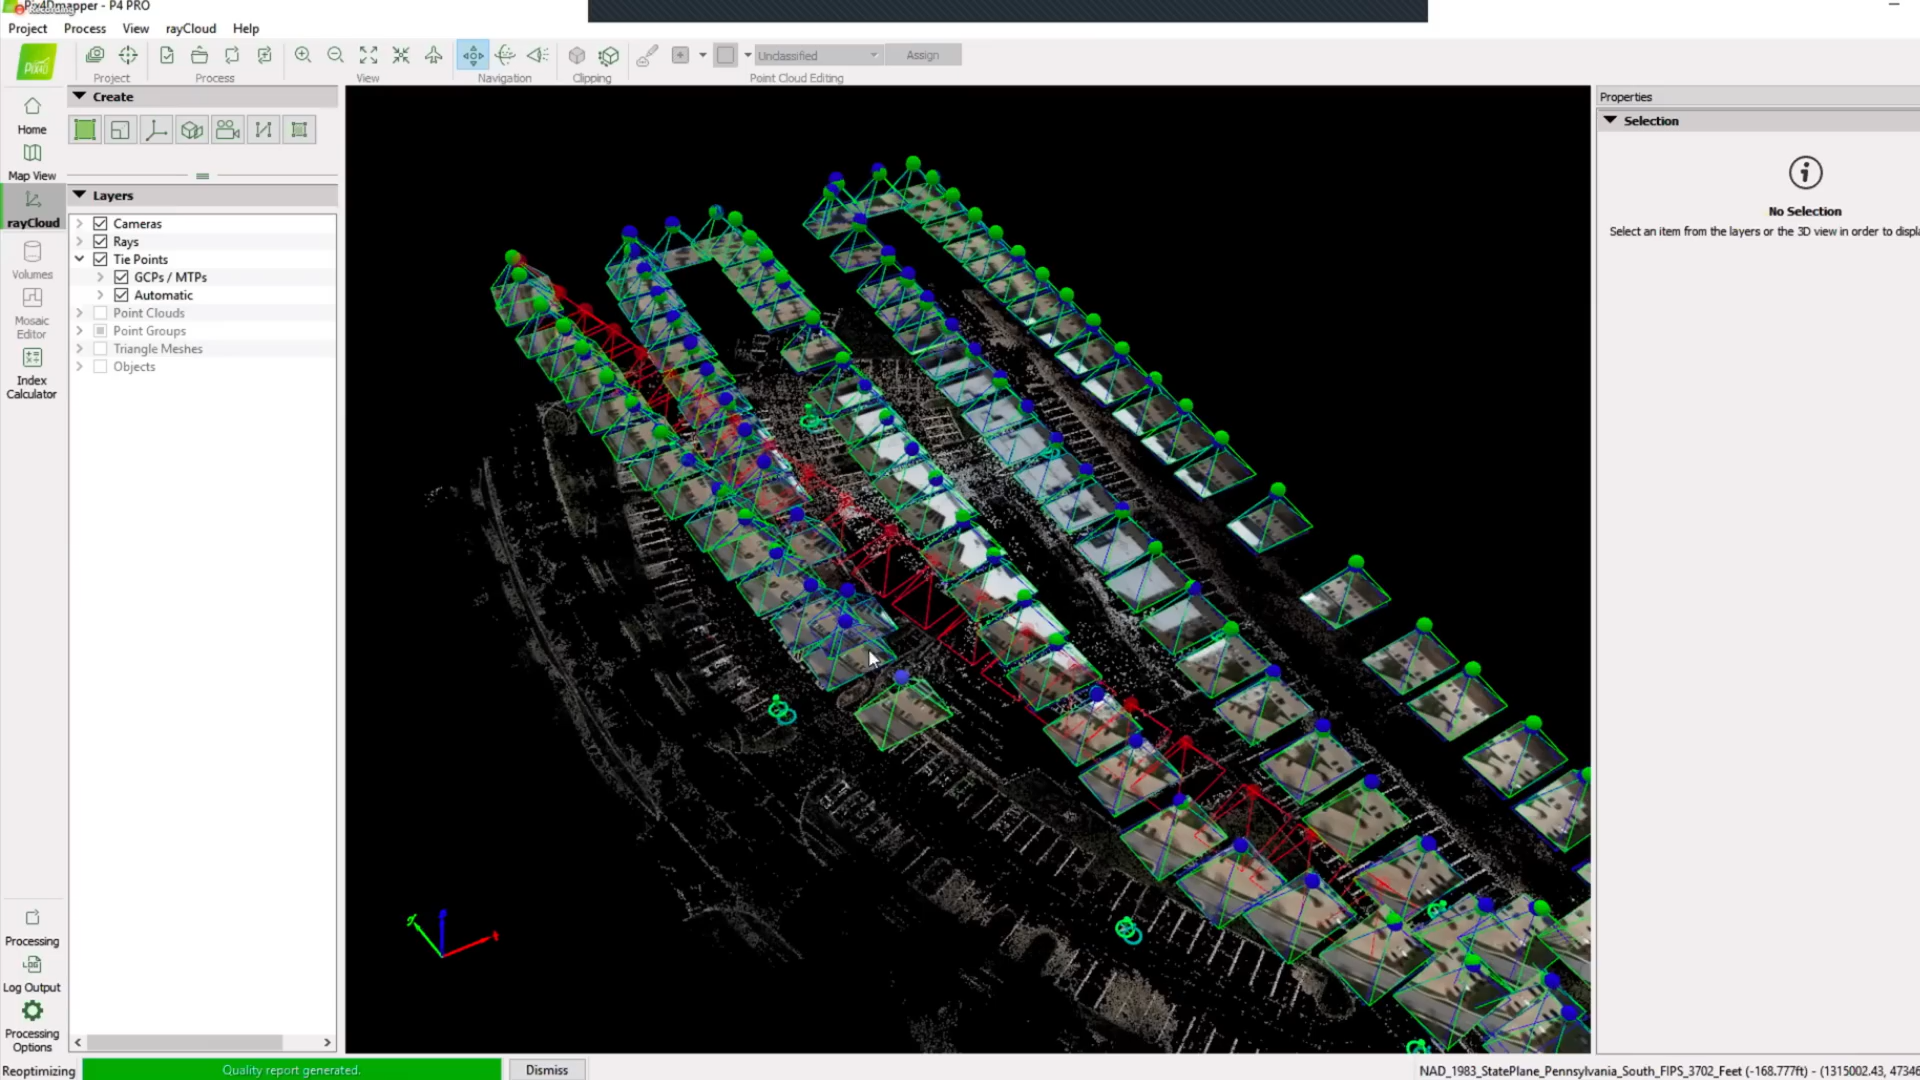 Pix4Dmapper - P4 PRO
Project Process View rayCloud Help
PIX4D
Project
Process
View
Navigation
Clipping
Unclassified
Assign
Point Cloud Editing
Home
Map View
rayCloud
Volumes
Mosaic
Editor
Index
Calculator
Processing
Log Output
Processing
Options
Create
Layers
Cameras
Rays
Tie Points
GCPs / MTPs
Automatic
Point Clouds
Point Groups
Triangle Meshes
Objects
Properties
Selection
No Selection
Select an item from the layers or the 3D view in order to displa
Reoptimizing
Quality report generated.
Dismiss
NAD_1983_StatePlane_Pennsylvania_South_FIPS_3702_Feet (-168.777ft) - (1315002.43, 47346